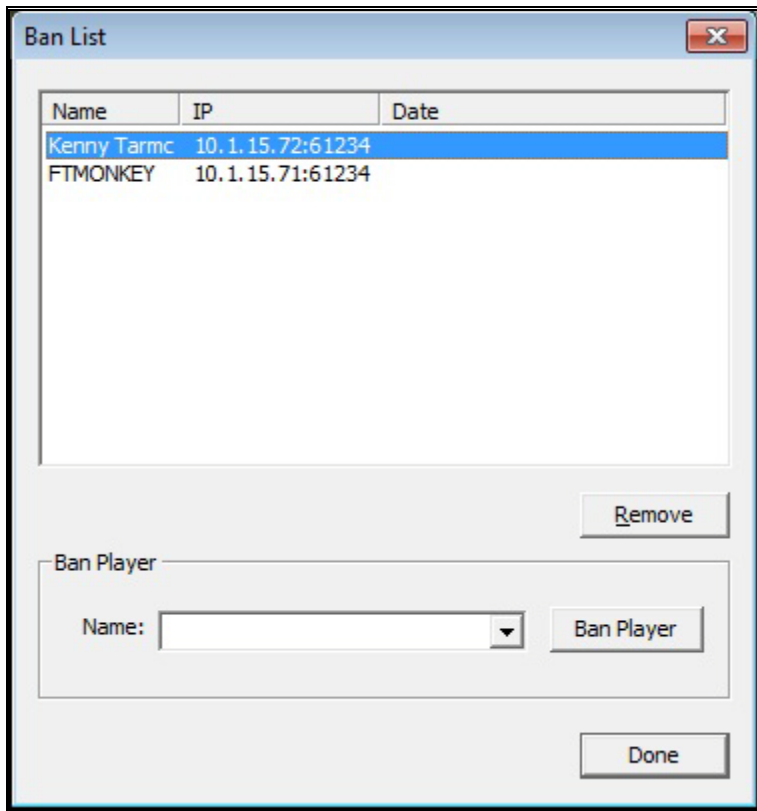 Ban List
Name IP Date
Kenny Tarmc 10.1.15.72:61234
FTMONKEY 10.1.15.71:61234
Remove
Ban Player
Name: Ban Player
Done